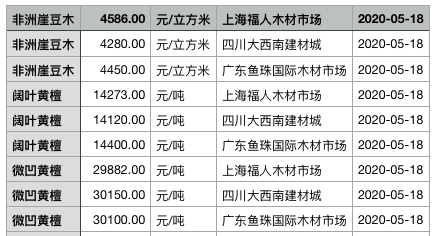 非洲崖豆木 4586.00 元/立方米 上海福人木材市场 2020-05-18
非洲崖豆木 4280.00 元/立方米 四川大西南建材城 2020-05-18
非洲崖豆木 4450.00 元/立方米 广东鱼珠国际木材市场 2020-05-18
阔叶黄檀 14273.00 元/吨 上海福人木材市场 2020-05-18
阔叶黄檀 14120.00 元/吨 四川大西南建材城 2020-05-18
阔叶黄檀 14400.00 元/吨 广东鱼珠国际木材市场 2020-05-18
微凹黄檀 29882.00 元/吨 上海福人木材市场 2020-05-18
微凹黄檀 30150.00 元/吨 四川大西南建材城 2020-05-18
微凹黄檀 30100.00 元/吨 广东鱼珠国际木材市场 2020-05-18